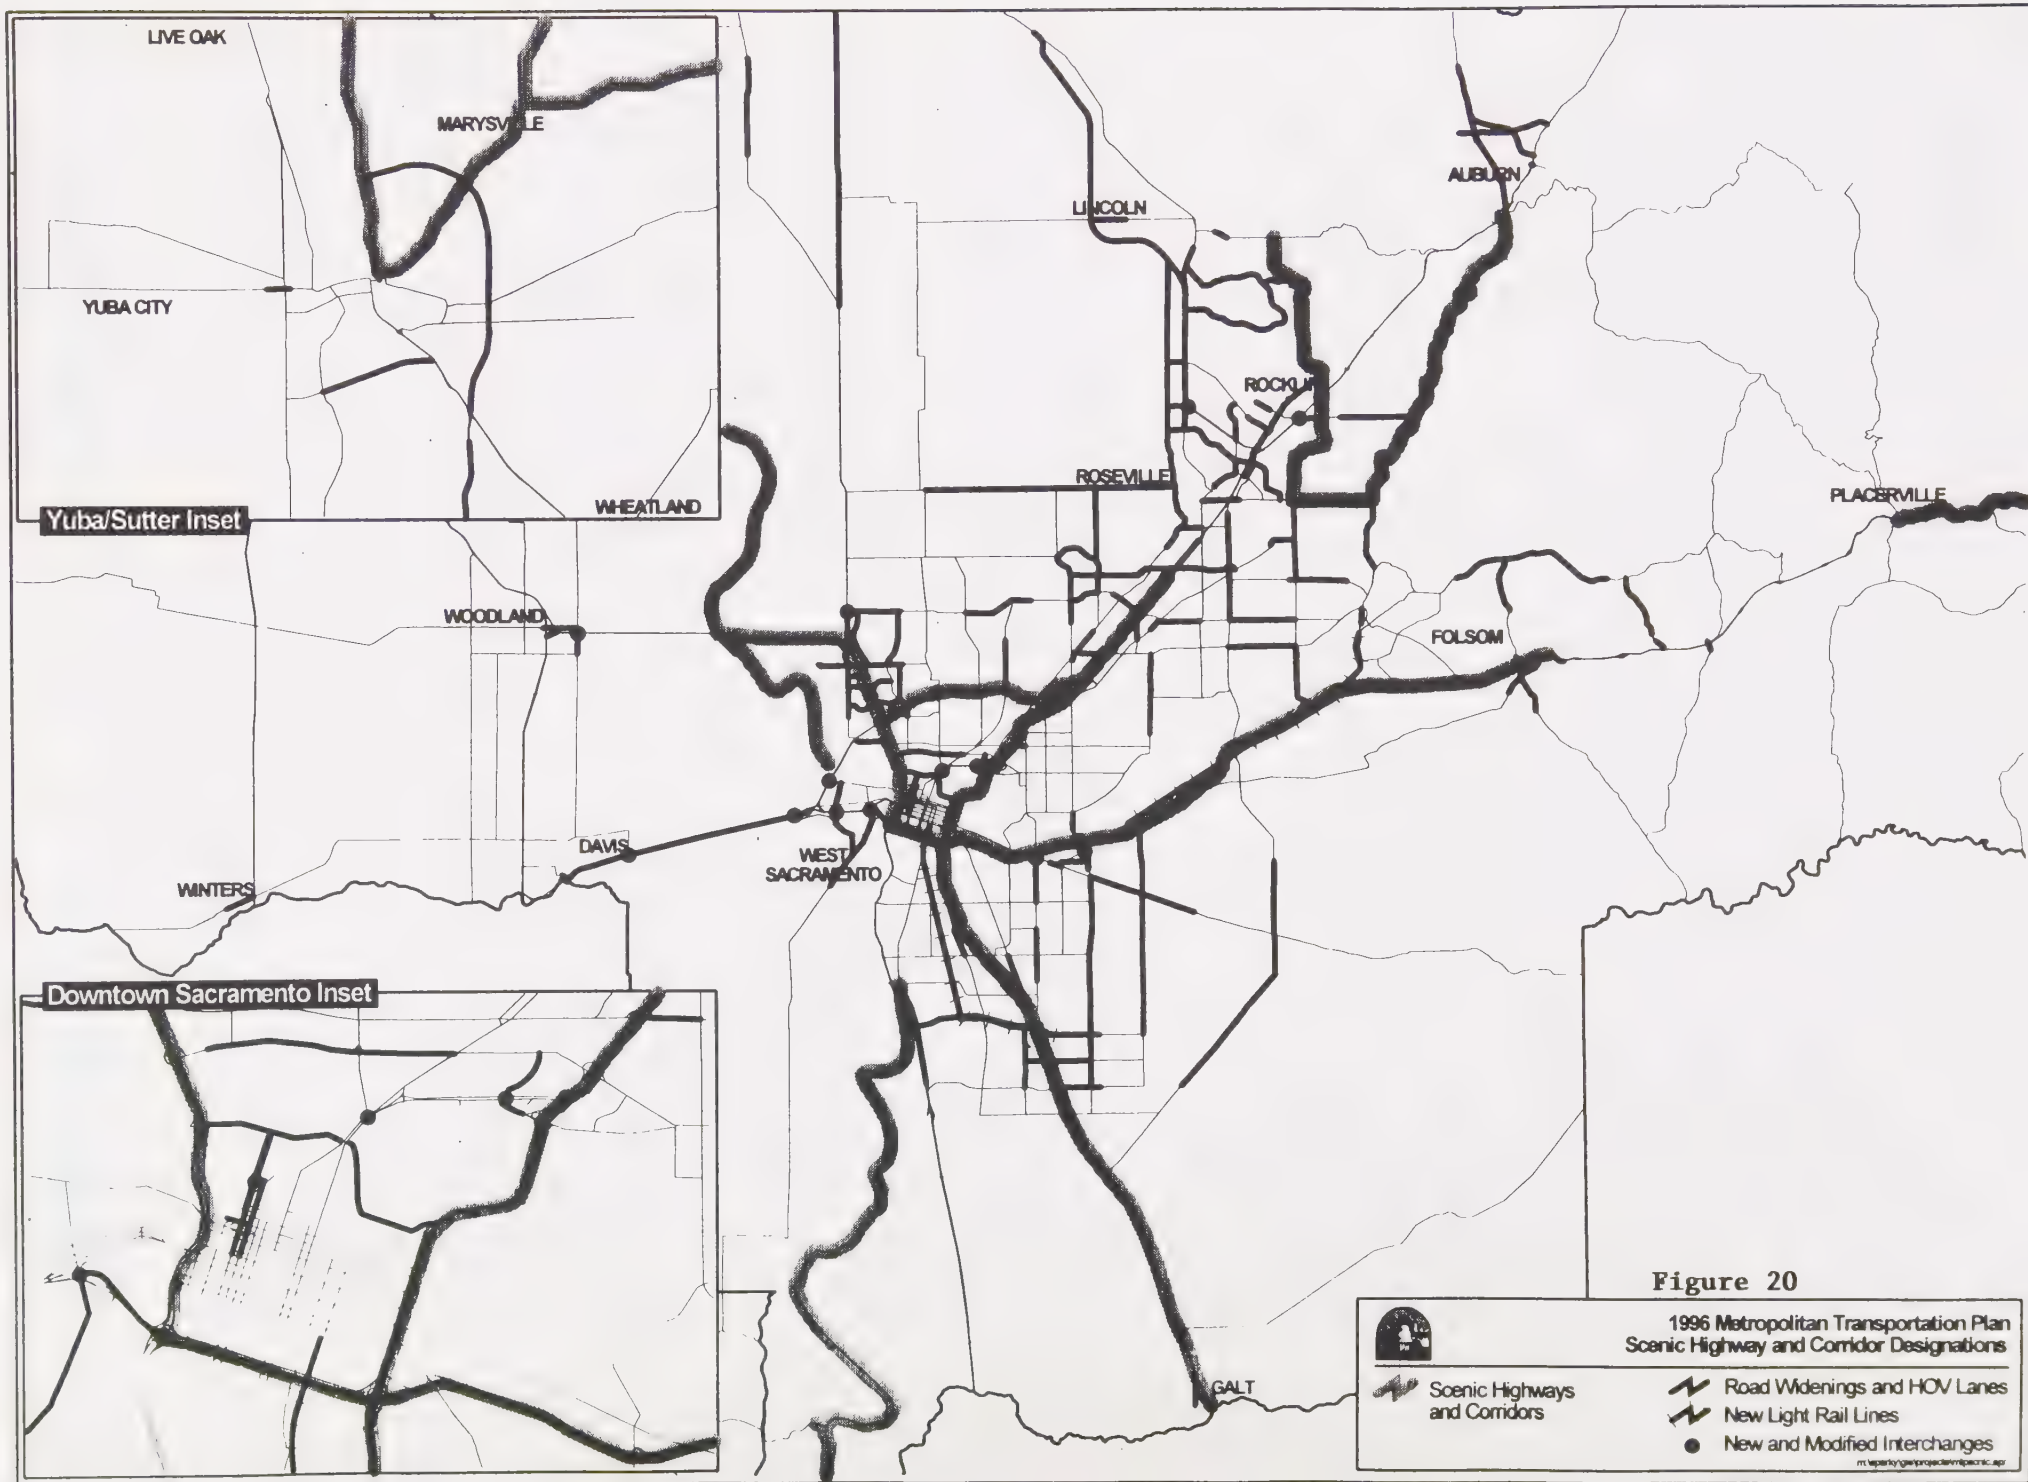 LIVE OAK
MARYSVILLE
YUBA CITY
WHEATLAND
Yuba/Sutter Inset
AUBURN
LINCOLN
ROCKLIN
ROSEVILLE
PLACERVILLE
WOODLAND
FOLSOM
DAVIS
WEST
SACRAMENTO
WINTERS
Downtown Sacramento Inset
GALT
Figure 20
1996 Metropolitan Transportation Plan
Scenic Highway and Corridor Designations
Scenic Highways
and Corridors
Road Widenings and HOV Lanes
New Light Rail Lines
New and Modified Interchanges